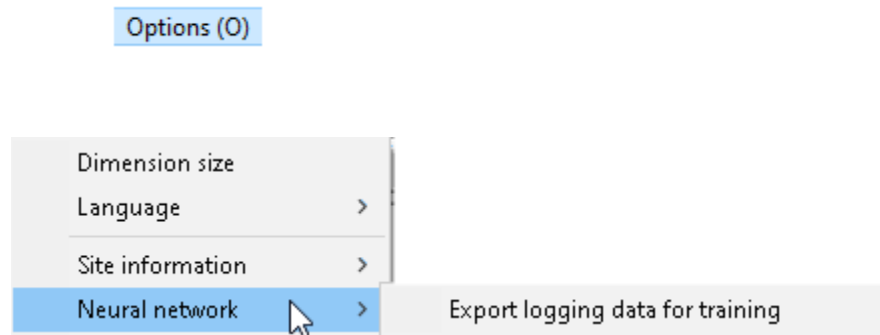 Options (O)
Dimension size
Language
Site information
Neural network
Export logging data for training